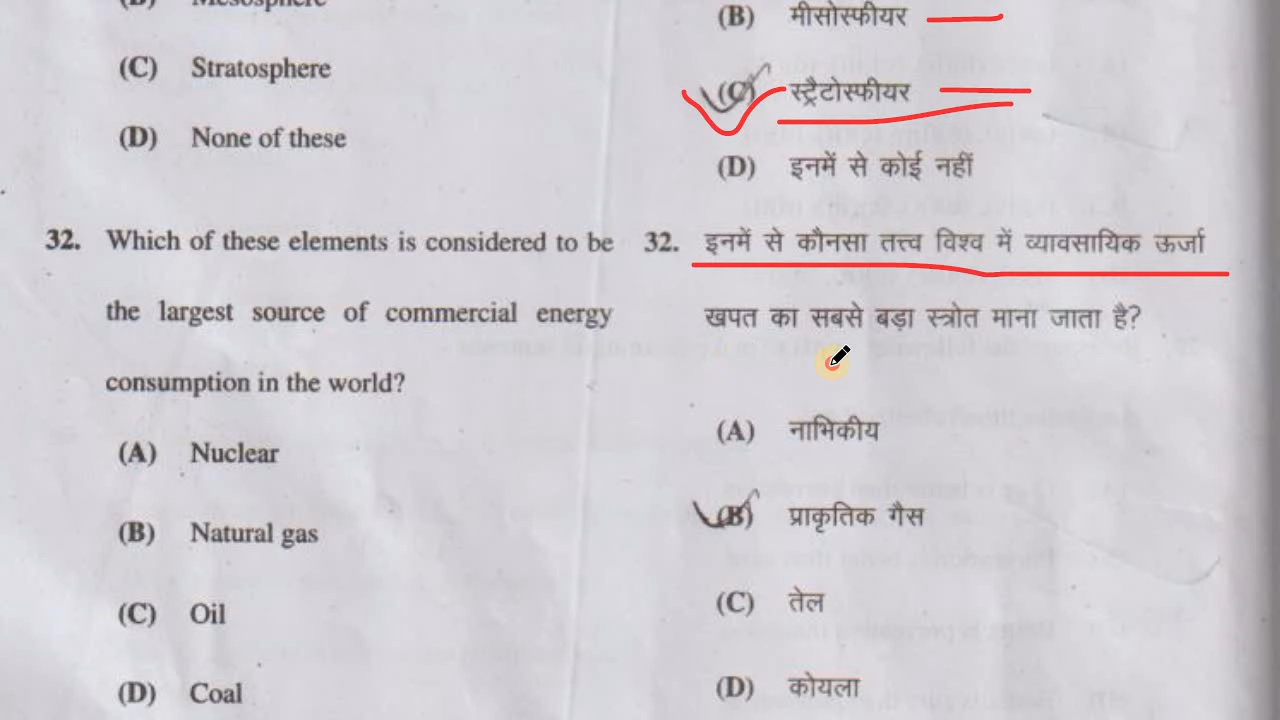 (B) Mesosphere
(C) Stratosphere
(D) None of these
32. Which of these elements is considered to be
the largest source of commercial energy
consumption in the world?
(A) Nuclear
(B) Natural gas
(C) Oil
(D) Coal
(B) मीसोस्फीयर
(C) स्ट्रैटोस्फीयर
(D) इनमें से कोई नहीं
32. इनमें से कौनसा तत्त्व विश्व में व्यावसायिक ऊर्जा
खपत का सबसे बड़ा स्त्रोत माना जाता है?
(A) नाभिकीय
(B) प्राकृतिक गैस
(C) तेल
(D) कोयला